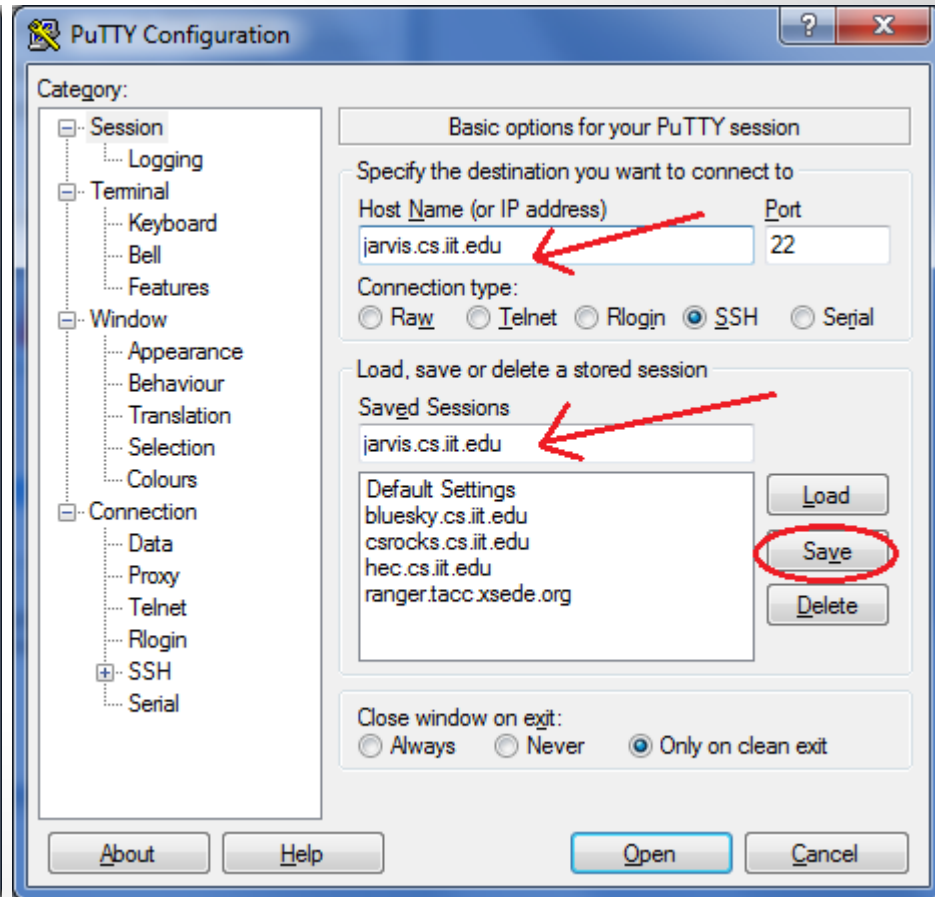 PuTTY Configuration
?
X
Category:
Session
Logging
Terminal
Keyboard
Bell
Features
Window
Appearance
Behaviour
Translation
Selection
Colours
Connection
Data
Proxy
Telnet
Rlogin
SSH
Serial
Basic options for your PuTTY session
Specify the destination you want to connect to
Host Name (or IP address) Port
jarvis.cs.iit.edu 22
Connection type:
Raw Telnet Rlogin SSH Serial
Load, save or delete a stored session
Saved Sessions
jarvis.cs.iit.edu
Default Settings
bluesky.cs.iit.edu
csrocks.cs.iit.edu
hec.cs.iit.edu
ranger.tacc.xsede.org
Load
Save
Delete
Close window on exit:
Always Never Only on clean exit
About Help Open Cancel